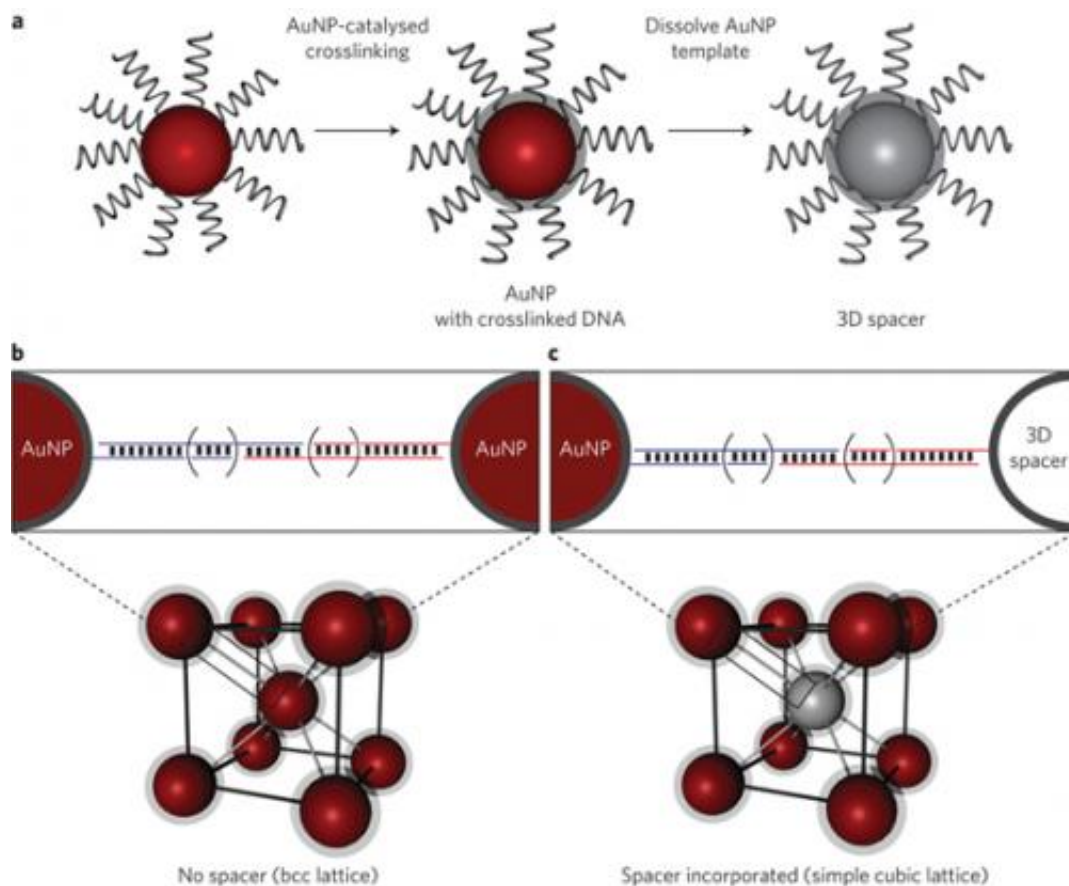 a
AuNP-catalysed
crosslinking
Dissolve AuNP
template
AuNP
with crosslinked DNA
3D spacer
b
AuNP
AuNP
No spacer (bcc lattice)
c
AuNP
3D
spacer
Spacer incorporated (simple cubic lattice)